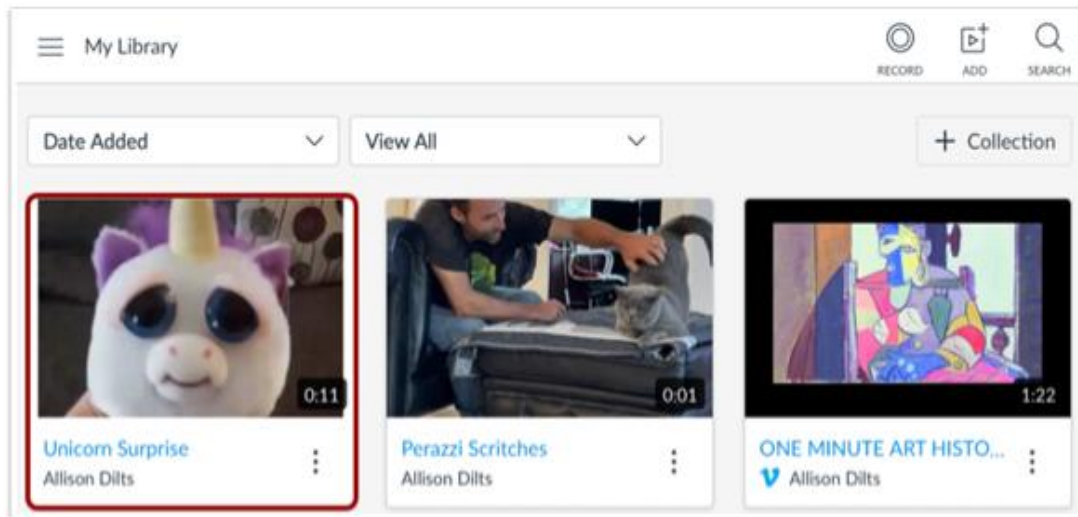 My Library
RECORD
ADD
SEARCH
Date Added
View All
+ Collection
0:11
0:01
1:22
Unicorn Surprise
Allison Dilts
Perazzi Scritches
Allison Dilts
ONE MINUTE ART HISTO...
Allison Dilts